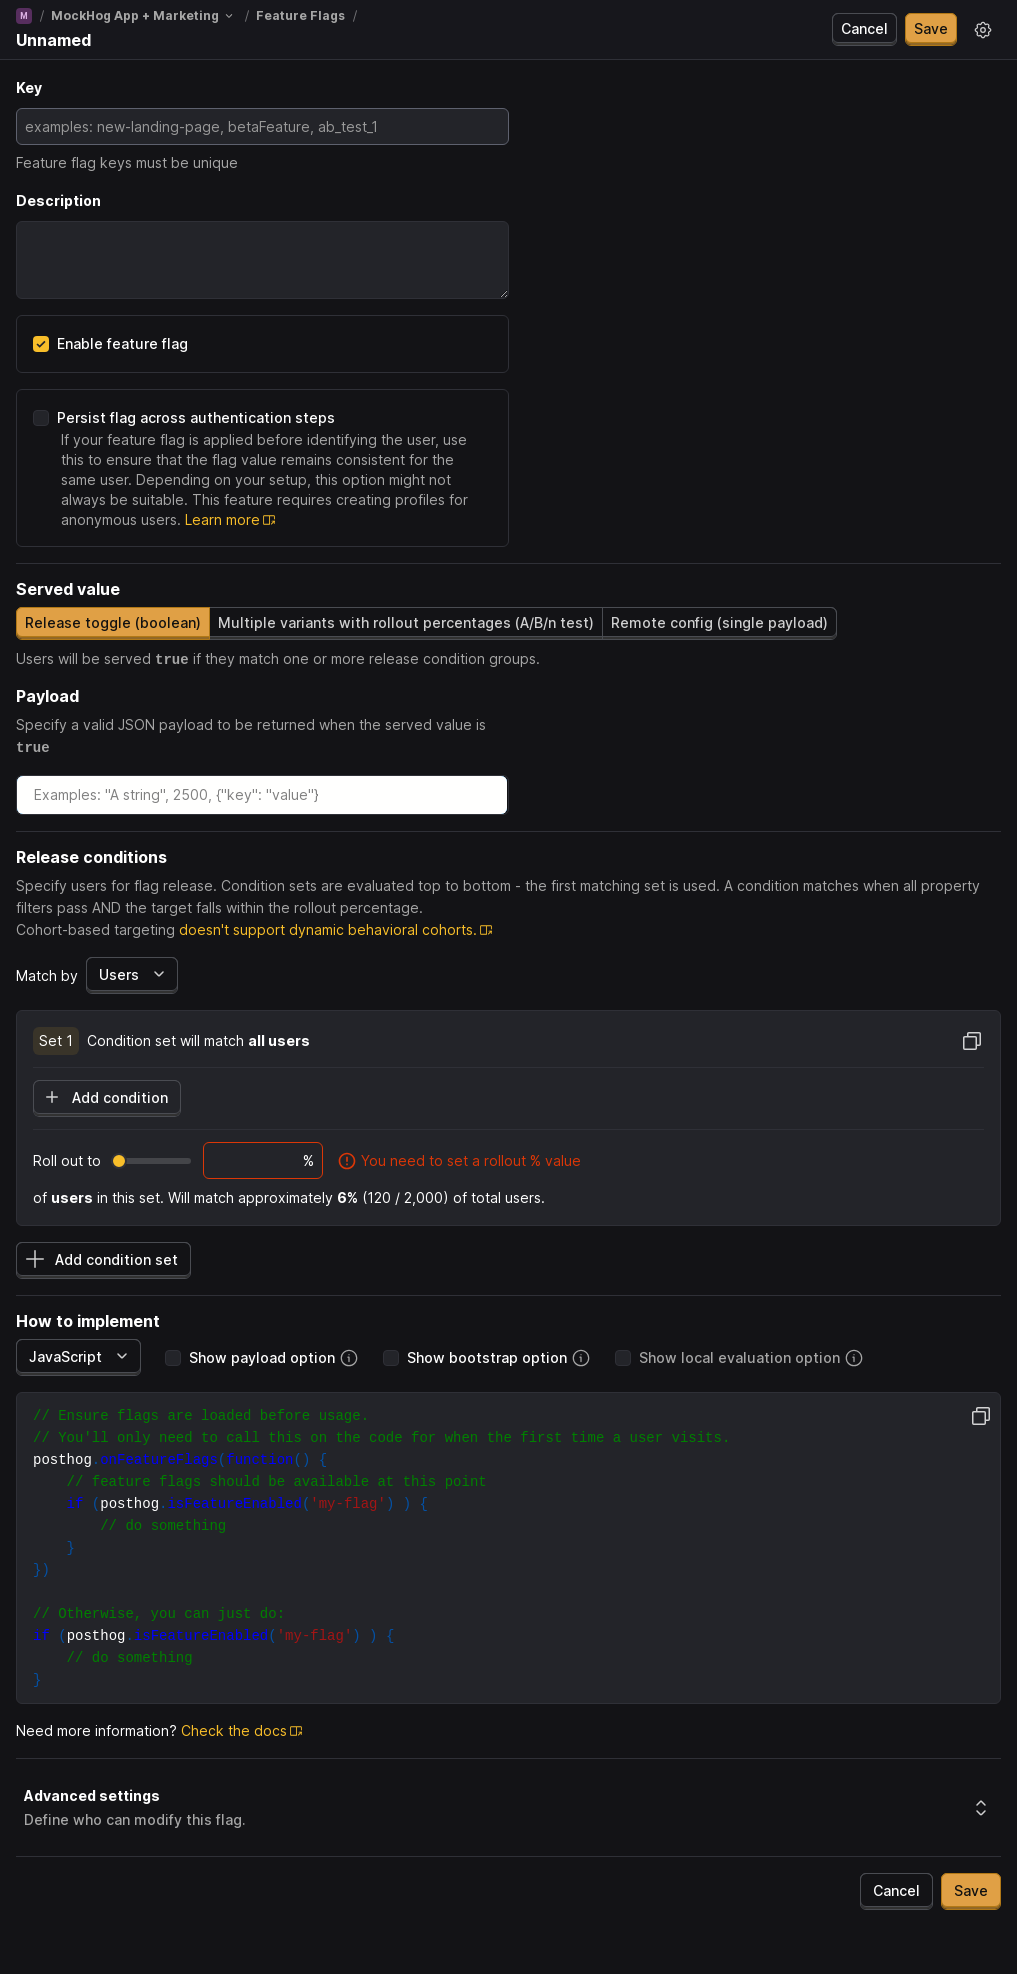 M / MockHog App + Marketing / Feature Flags /
Unnamed
Cancel
Save
Key
examples: new-landing-page, betaFeature, ab_test_1
Feature flag keys must be unique
Description
Enable feature flag
Persist flag across authentication steps
If your feature flag is applied before identifying the user, use
this to ensure that the flag value remains consistent for the
same user. Depending on your setup, this option might not
always be suitable. This feature requires creating profiles for
anonymous users. Learn more
Served value
Release toggle (boolean)
Multiple variants with rollout percentages (A/B/n test)
Remote config (single payload)
Users will be served true if they match one or more release condition groups.
Payload
Specify a valid JSON payload to be returned when the served value is
true
Examples: "A string", 2500, {"key": "value"}
Release conditions
Specify users for flag release. Condition sets are evaluated top to bottom - the first matching set is used. A condition matches when all property
filters pass AND the target falls within the rollout percentage.
Cohort-based targeting doesn't support dynamic behavioral cohorts.
Match by Users
Set 1 Condition set will match all users
Add condition
Roll out to % You need to set a rollout % value
of users in this set. Will match approximately 6% (120 / 2,000) of total users.
Add condition set
How to implement
JavaScript Show payload option Show bootstrap option Show local evaluation option
// Ensure flags are loaded before usage.
// You'll only need to call this on the code for when the first time a user visits.
posthog.onFeatureFlags(function() {
    // feature flags should be available at this point
    if (posthog.isFeatureEnabled('my-flag') ) {
        // do something
    }
})
// Otherwise, you can just do:
if (posthog.isFeatureEnabled('my-flag') ) {
    // do something
}
Need more information? Check the docs
Advanced settings
Define who can modify this flag.
Cancel
Save